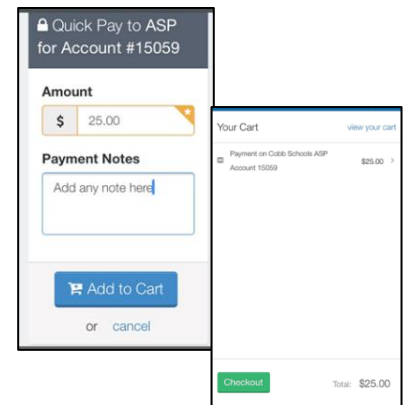 Quick Pay to ASP
for Account #15059
Amount
$ 25.00
Payment Notes
Add any note here
Add to Cart
or cancel
Your Cart view your cart
Payment on Cobb Schools ASP
Account 15059
$25.00
Checkout Total: $25.00